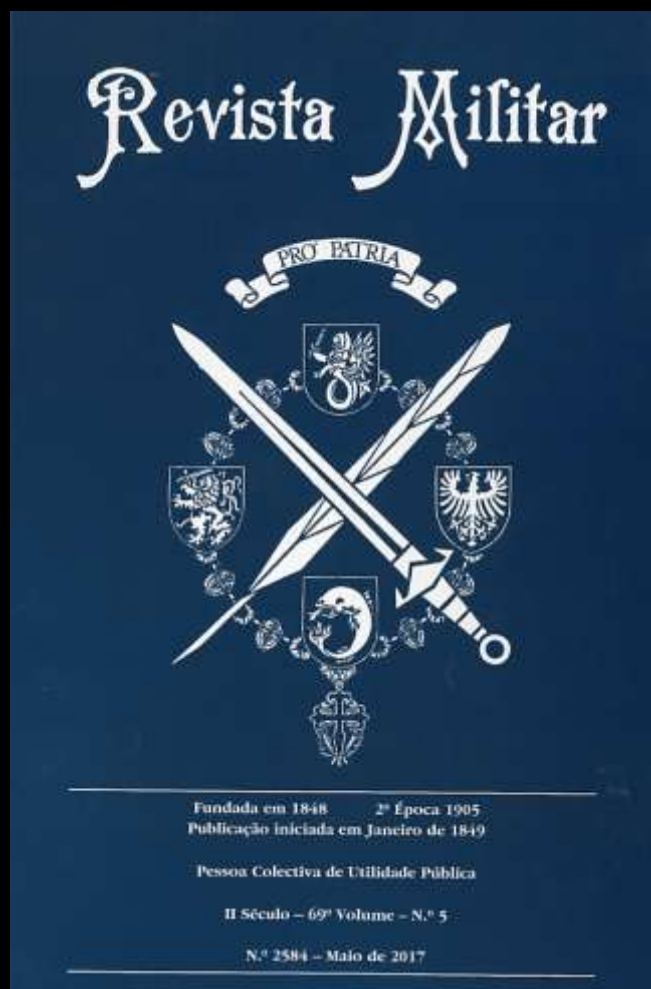 Revista Militar
PRO PATRIA
Fundada em 1848 2ª Época 1905
Publicação iniciada em Janeiro de 1849
Pessoa Colectiva de Utilidade Pública
II Século – 69º Volume – N.º 5
N.º 2584 – Maio de 2017